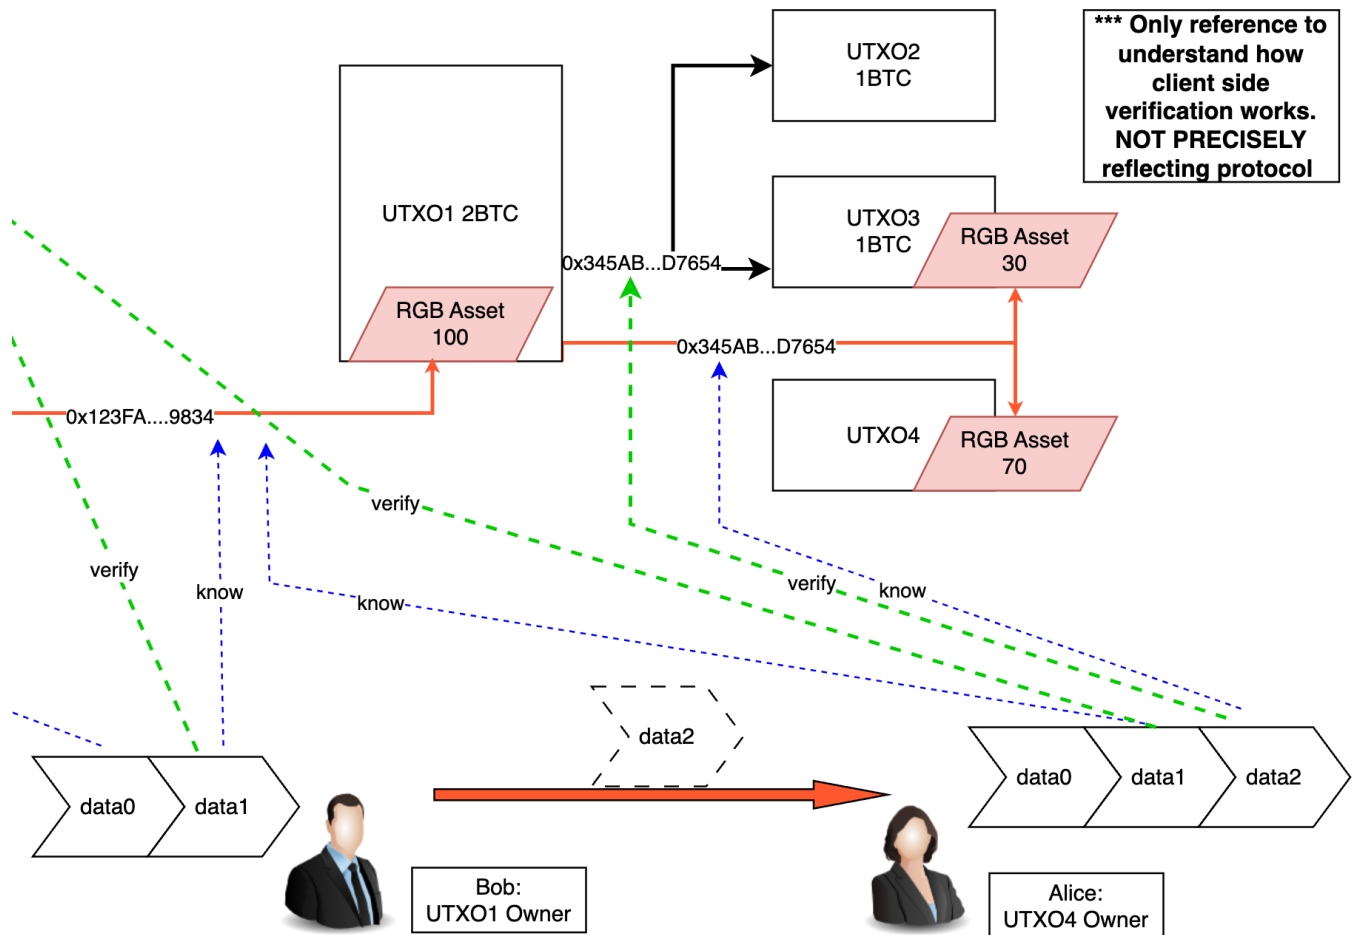 *** Only reference to
understand how
client side
verification works.
NOT PRECISELY
reflecting protocol
UTXO2
1BTC
UTXO1 2BTC
UTXO3
1BTC
RGB Asset
30
0x345AB...D7654
RGB Asset
100
0x345AB...D7654
0x123FA....9834
UTXO4
RGB Asset
70
verify
verify
know
know
verify
know
data2
data0
data1
data0
data1
data2
Bob:
UTXO1 Owner
Alice:
UTXO4 Owner